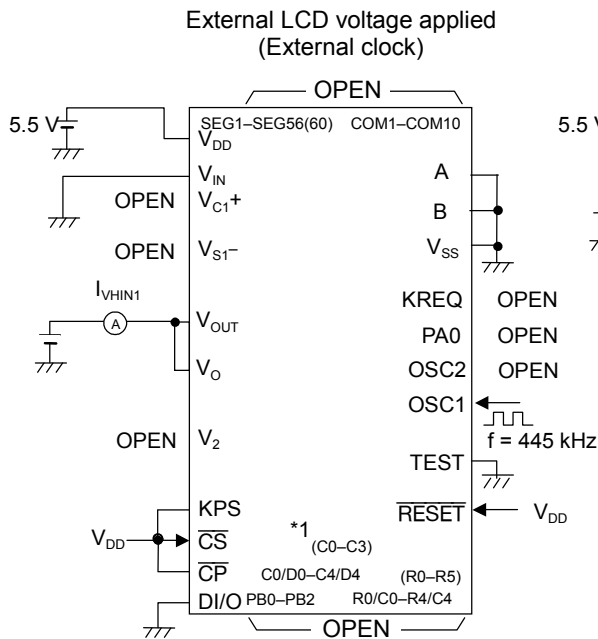 External LCD voltage applied
(External clock)
OPEN
5.5 V
SEG1–SEG56(60) COM1–COM10
5.5 V
VDD
VIN
A
OPEN VC1+
B
OPEN VS1–
VSS
IVHIN1
KREQ OPEN
A
VOUT
PA0 OPEN
VO
OSC2 OPEN
OSC1
OPEN V2
f = 445 kHz
TEST
KPS
*1
RESET VDD
VDD
CS
(C0–C3)
CP
C0/D0–C4/D4 (R0–R5)
DI/O PB0–PB2 R0/C0–R4/C4
OPEN